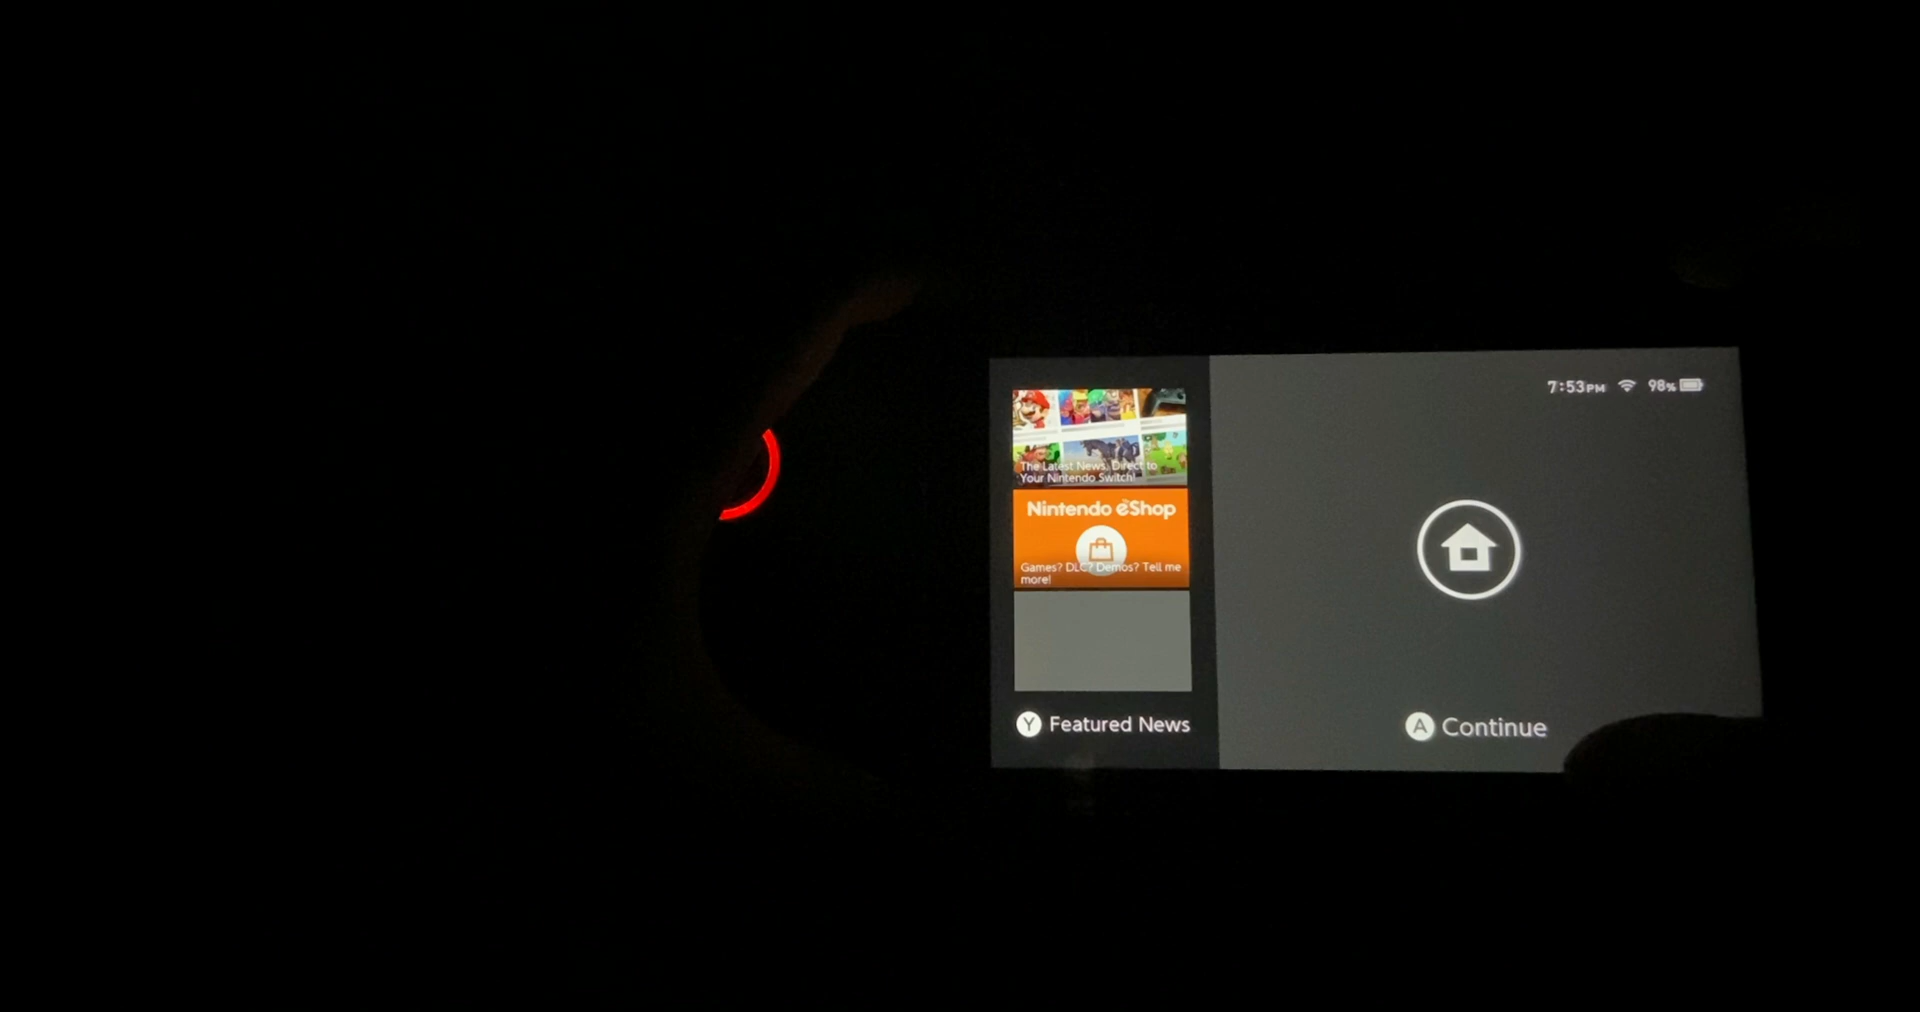 7:53PM 98%
The Latest News, Direct to
Your Nintendo Switch!
Nintendo eShop
Games? DLC? Demos? Tell me
more!
Y Featured News
A Continue